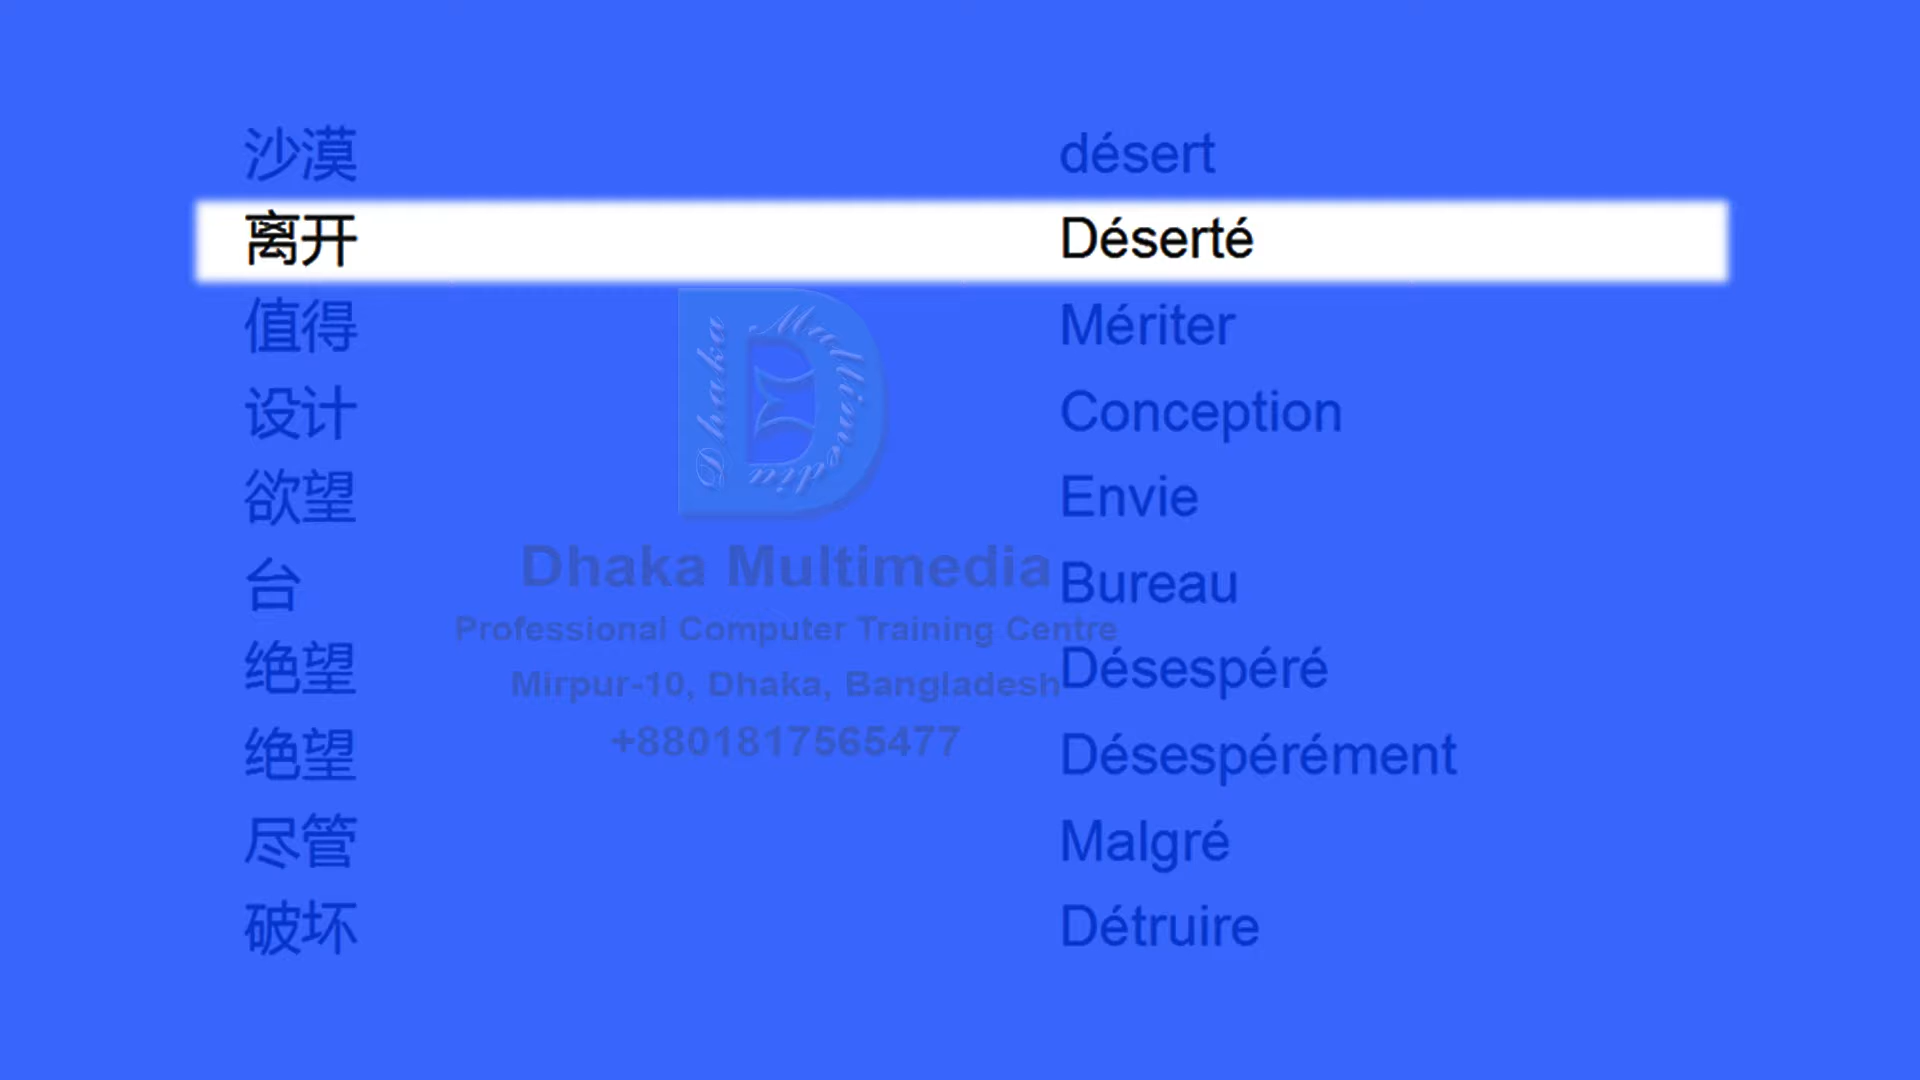 沙漠 désert
离开 Déserté
值得 Mériter
设计 Conception
欲望 Envie
台 Bureau
绝望 Désespéré
绝望 Désespérément
尽管 Malgré
破坏 Détruire
Dhaka Multimedia
Dhaka Multimedia
Professional Computer Training Centre
Mirpur-10, Dhaka, Bangladesh
+8801817565477